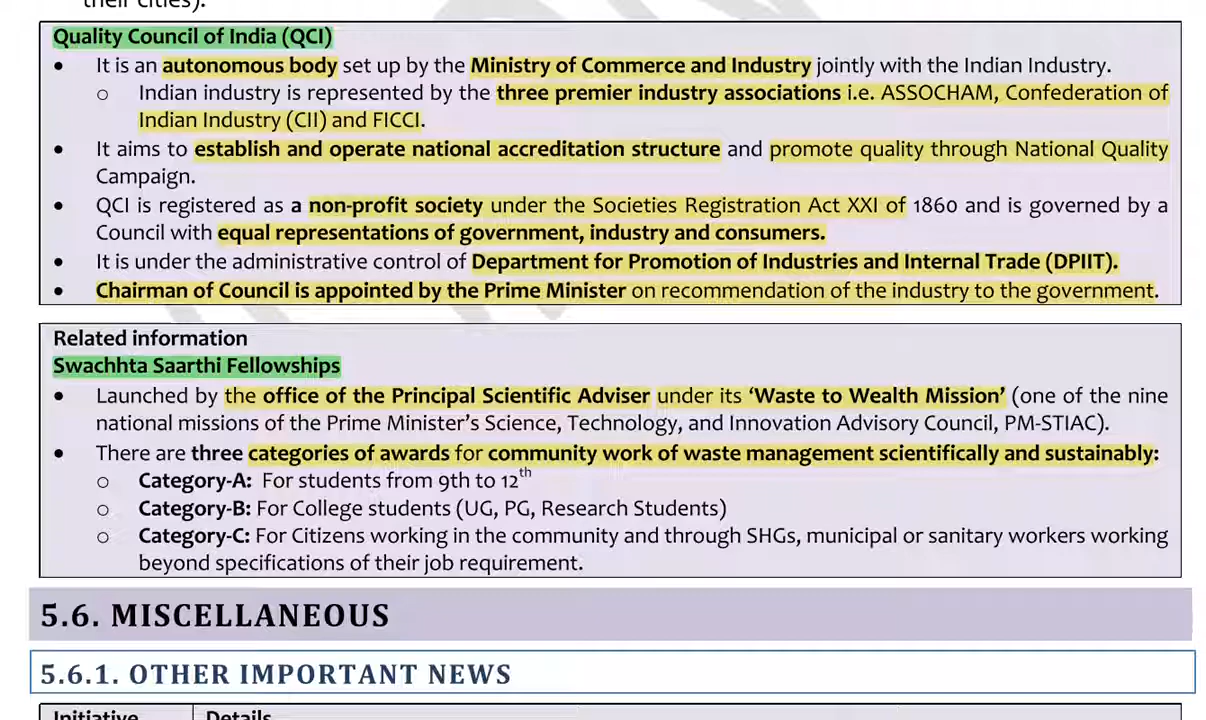 their cities).
Quality Council of India (QCI)
• It is an autonomous body set up by the Ministry of Commerce and Industry jointly with the Indian Industry.
o Indian industry is represented by the three premier industry associations i.e. ASSOCHAM, Confederation of
Indian Industry (CII) and FICCI.
• It aims to establish and operate national accreditation structure and promote quality through National Quality
Campaign.
• QCI is registered as a non-profit society under the Societies Registration Act XXI of 1860 and is governed by a
Council with equal representations of government, industry and consumers.
• It is under the administrative control of Department for Promotion of Industries and Internal Trade (DPIIT).
• Chairman of Council is appointed by the Prime Minister on recommendation of the industry to the government.
Related information
Swachhta Saarthi Fellowships
• Launched by the office of the Principal Scientific Adviser under its ‘Waste to Wealth Mission’ (one of the nine
national missions of the Prime Minister’s Science, Technology, and Innovation Advisory Council, PM-STIAC).
• There are three categories of awards for community work of waste management scientifically and sustainably:
o Category-A: For students from 9th to 12th
o Category-B: For College students (UG, PG, Research Students)
o Category-C: For Citizens working in the community and through SHGs, municipal or sanitary workers working
beyond specifications of their job requirement.
5.6. MISCELLANEOUS
5.6.1. OTHER IMPORTANT NEWS
Initiative Details